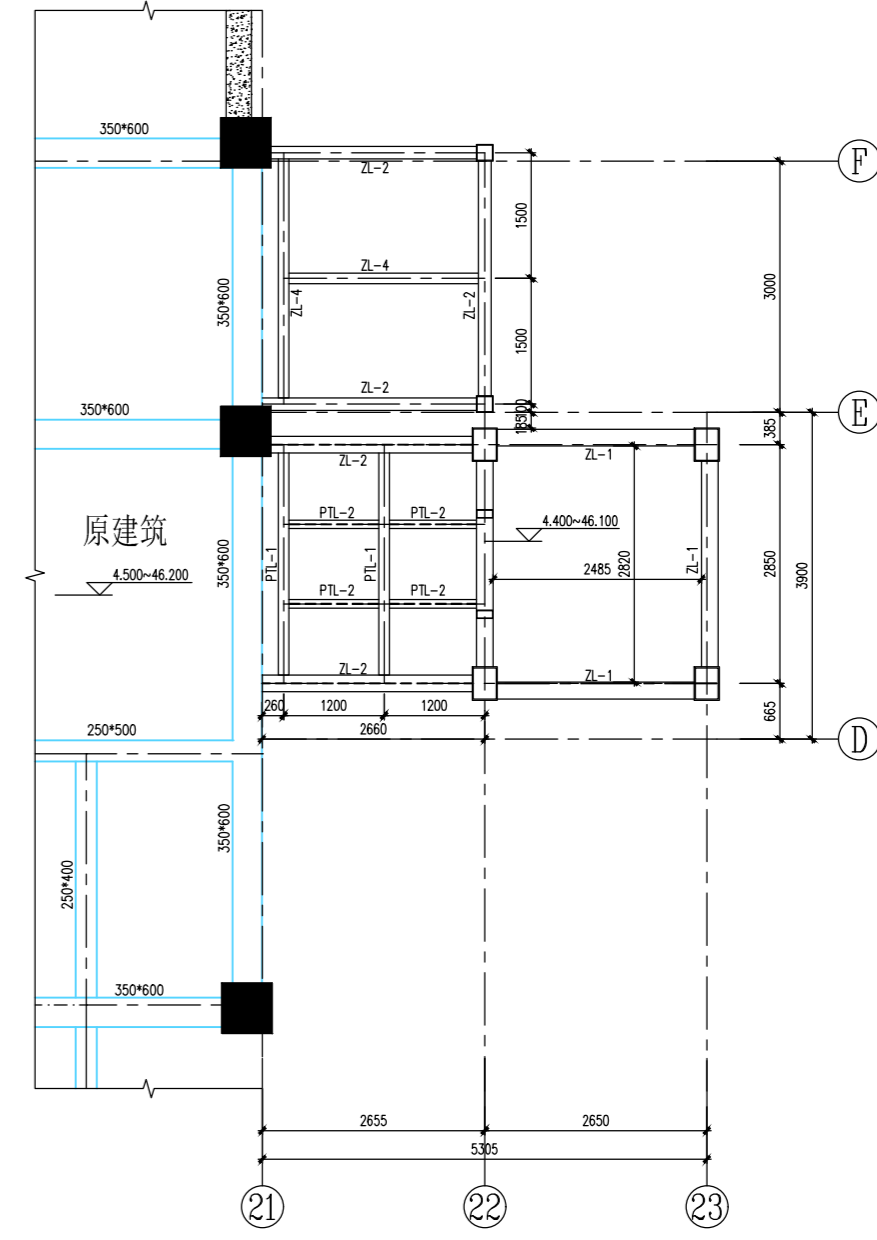 350*600
F
ZL-2
1500
ZL-4
3000
350*600
ZL-4
ZL-2
1500
ZL-2
350*600
E
100
185
385
ZL-2
ZL-1
PTL-2
PTL-2
4.400~46.100
原建筑
4.500~46.200
350*600
PTL-1
PTL-1
2485
2820
ZL-1
2850
3900
PTL-2
PTL-2
ZL-2
ZL-1
260
1200
1200
665
250*500
2660
D
350*600
250*400
350*600
2655
2650
5305
21
22
23